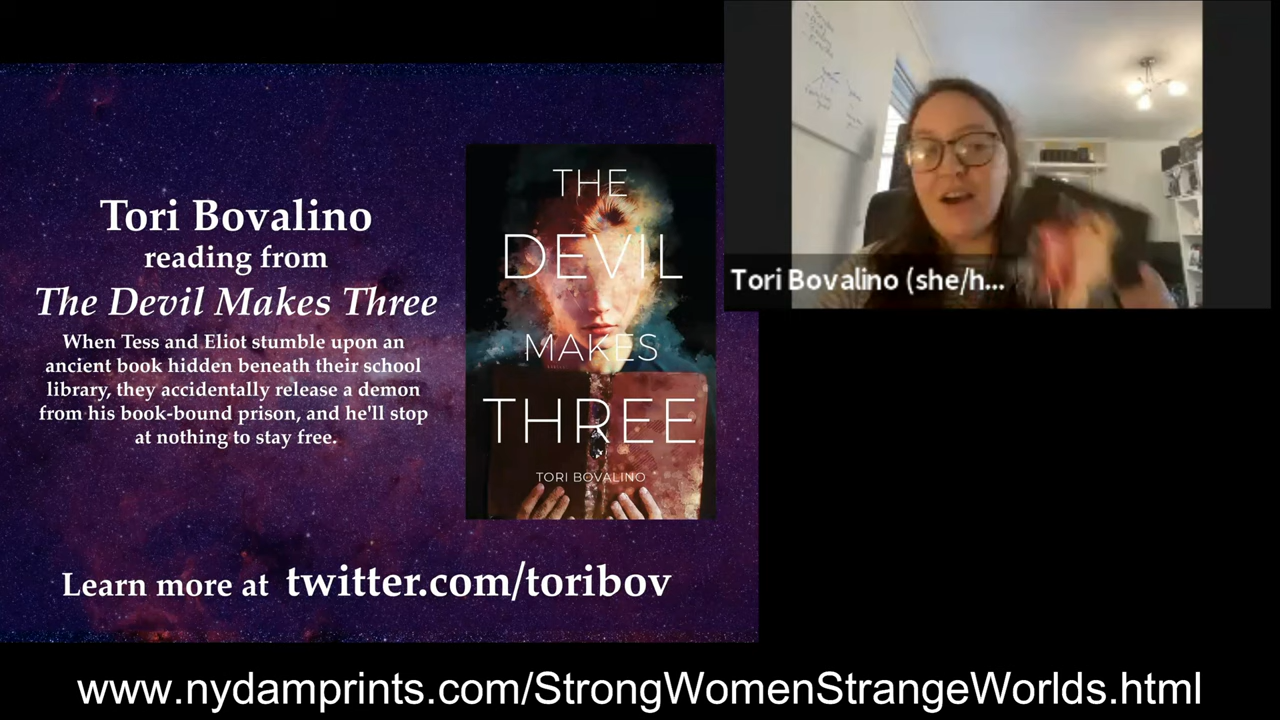 Tori Bovalino
reading from
The Devil Makes Three
When Tess and Eliot stumble upon an
ancient book hidden beneath their school
library, they accidentally release a demon
from his book-bound prison, and he'll stop
at nothing to stay free.
THE
DEVIL
MAKES
THREE
TORI BOVALINO
Learn more at twitter.com/toribov
Tori Bovalino (she/h...
www.nydamprints.com/StrongWomenStrangeWorlds.html